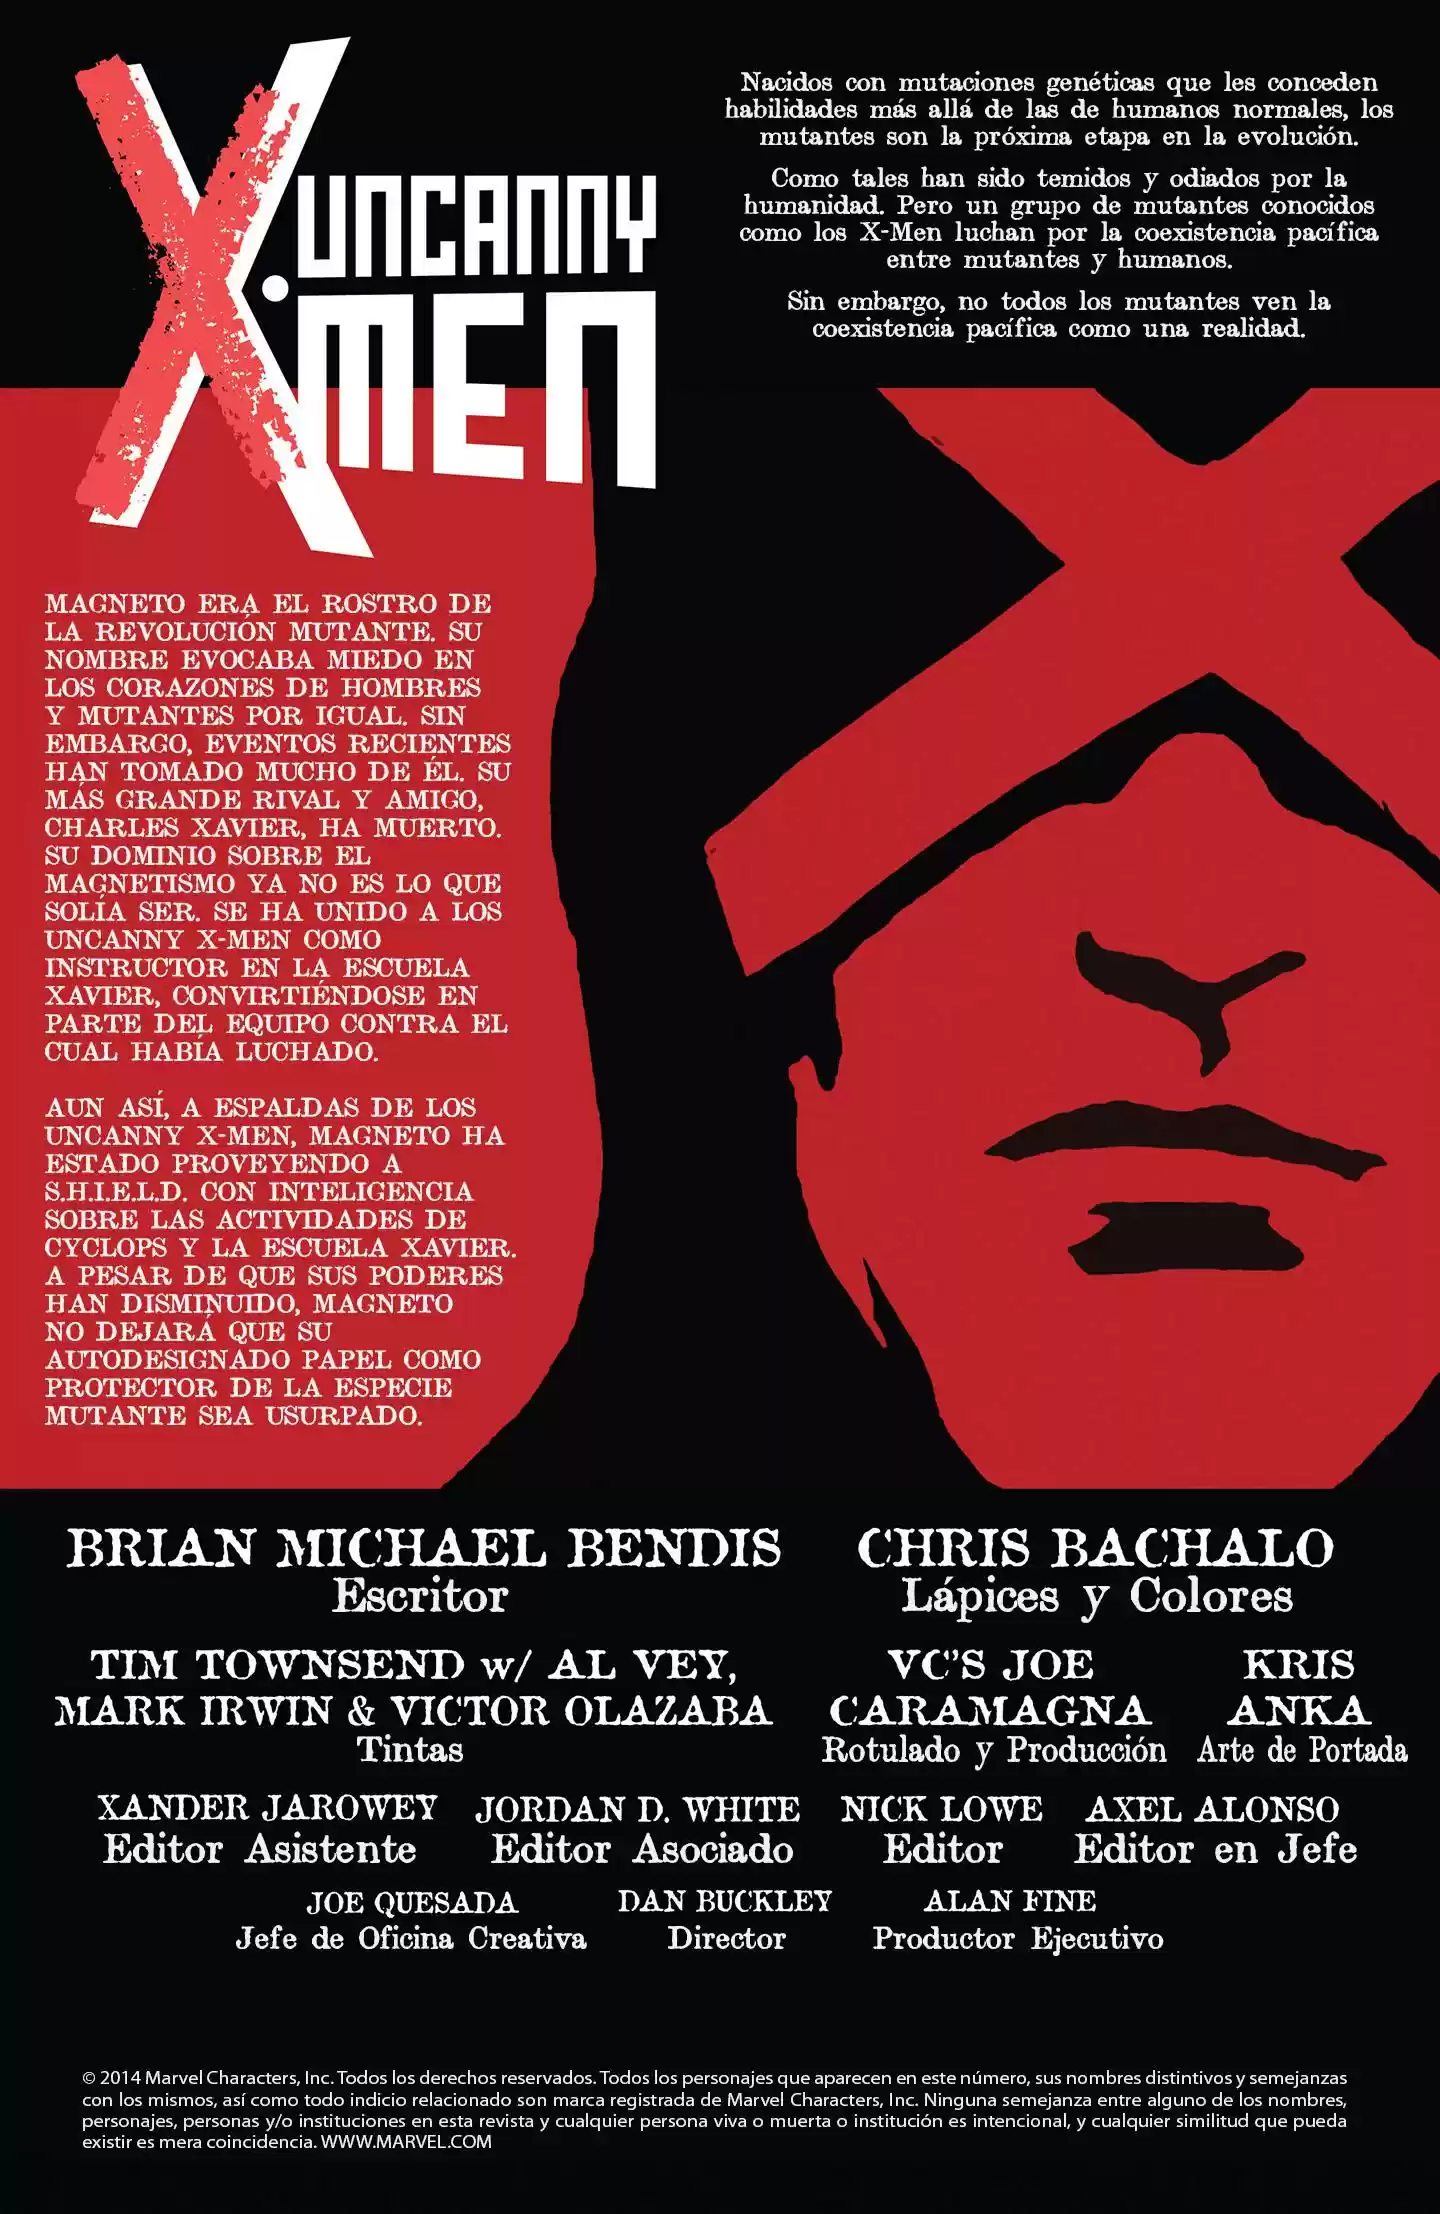 UNCANNY
X-MEN
Nacidos con mutaciones genéticas que les conceden
habilidades más allá de las de humanos normales, los
mutantes son la próxima etapa en la evolución.
Como tales han sido temidos y odiados por la
humanidad. Pero un grupo de mutantes conocidos
como los X-Men luchan por la coexistencia pacífica
entre mutantes y humanos.
Sin embargo, no todos los mutantes ven la
coexistencia pacífica como una realidad.
MAGNETO ERA EL ROSTRO DE
LA REVOLUCIÓN MUTANTE. SU
NOMBRE EVOCABA MIEDO EN
LOS CORAZONES DE HOMBRES
Y MUTANTES POR IGUAL. SIN
EMBARGO, EVENTOS RECIENTES
HAN TOMADO MUCHO DE ÉL. SU
MÁS GRANDE RIVAL Y AMIGO,
CHARLES XAVIER, HA MUERTO.
SU DOMINIO SOBRE EL
MAGNETISMO YA NO ES LO QUE
SOLÍA SER. SE HA UNIDO A LOS
UNCANNY X-MEN COMO
INSTRUCTOR EN LA ESCUELA
XAVIER, CONVIRTIÉNDOSE EN
PARTE DEL EQUIPO CONTRA EL
CUAL HABÍA LUCHADO.
AUN ASÍ, A ESPALDAS DE LOS
UNCANNY X-MEN, MAGNETO HA
ESTADO PROVEYENDO A
S.H.I.E.L.D. CON INTELIGENCIA
SOBRE LAS ACTIVIDADES DE
CYCLOPS Y LA ESCUELA XAVIER.
A PESAR DE QUE SUS PODERES
HAN DISMINUIDO, MAGNETO
NO DEJARÁ QUE SU
AUTODESIGNADO PAPEL COMO
PROTECTOR DE LA ESPECIE
MUTANTE SEA USURPADO.
BRIAN MICHAEL BENDIS
Escritor
CHRIS BACHALO
Lápices y Colores
TIM TOWNSEND w/ AL VEY,
MARK IRWIN & VICTOR OLAZABA
Tintas
VC'S JOE
CARAMAGNA
Rotulado y Producción
KRIS
ANKA
Arte de Portada
XANDER JAROWEY
Editor Asistente
JORDAN D. WHITE
Editor Asociado
NICK LOWE
Editor
AXEL ALONSO
Editor en Jefe
JOE QUESADA
Jefe de Oficina Creativa
DAN BUCKLEY
Director
ALAN FINE
Productor Ejecutivo
© 2014 Marvel Characters, Inc. Todos los derechos reservados. Todos los personajes que aparecen en este número, sus nombres distintivos y semejanzas
con los mismos, así como todo indicio relacionado son marca registrada de Marvel Characters, Inc. Ninguna semejanza entre alguno de los nombres,
personajes, personas y/o instituciones en esta revista y cualquier persona viva o muerta o institución es intencional, y cualquier similitud que pueda
existir es mera coincidencia. WWW.MARVEL.COM